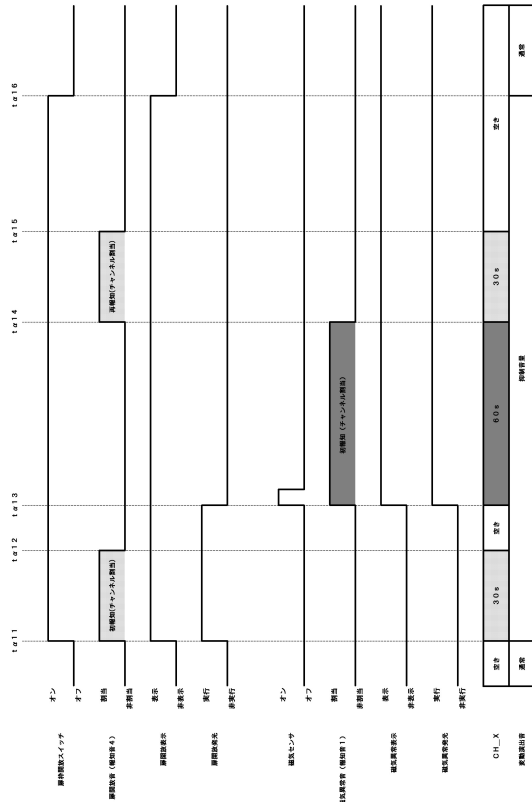 tα11 tα12 tα13 tα14 tα15 tα16
扉枠開放スイッチ
オン
オフ
扉開放音（報知音４）
割当
非割当
初報知(チャンネル割当)
再報知(チャンネル割当)
扉開放表示
表示
非表示
扉開放発光
実行
非実行
磁気センサ
オン
オフ
磁気異常音（報知音１）
割当
非割当
初報知（チャンネル割当）
磁気異常表示
表示
非表示
磁気異常発光
実行
非実行
CH_X 空き 30s 空き 60s 30s 空き
変動演出音 通常 抑制音量 通常